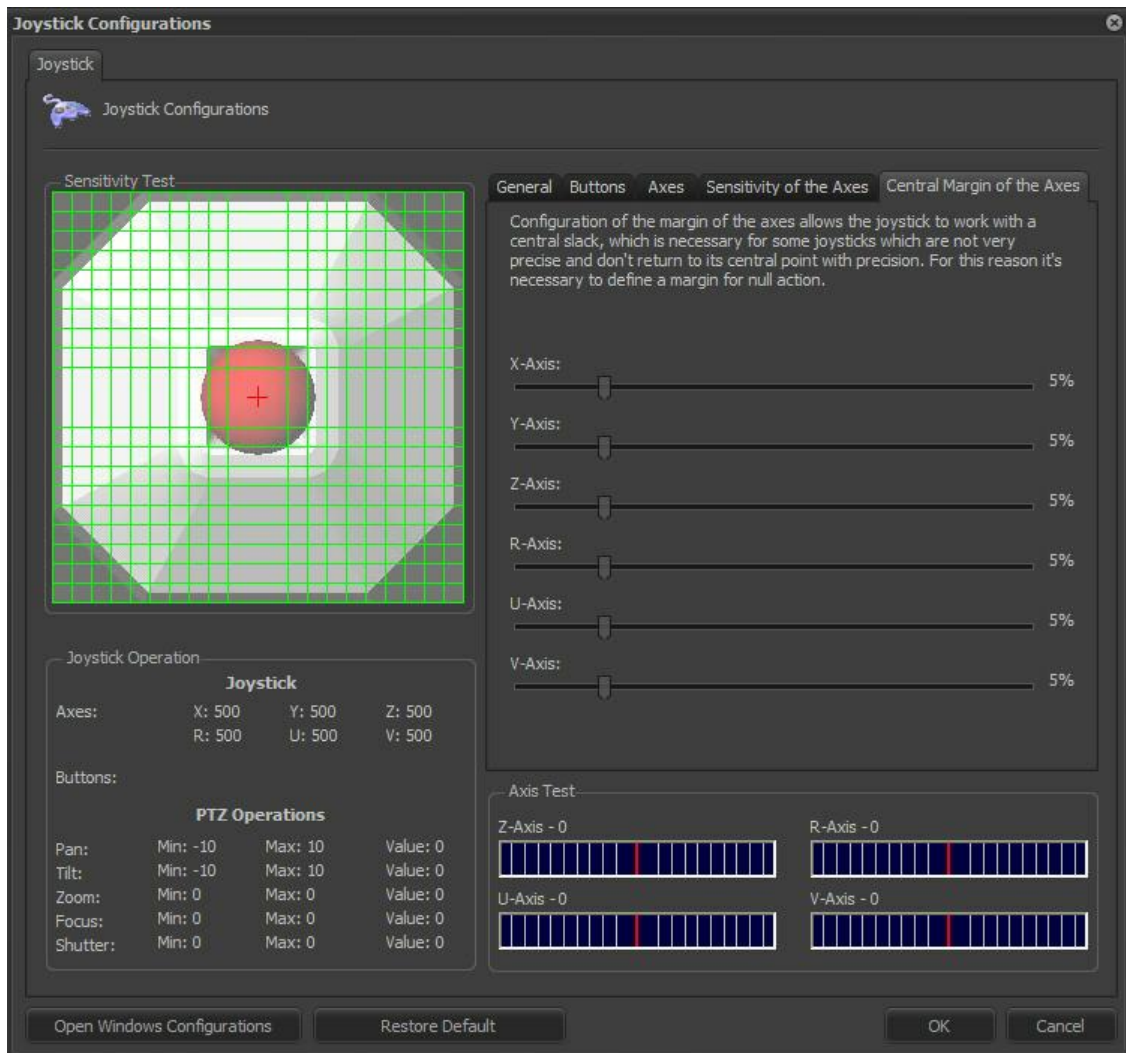 Joystick Configurations
Joystick
Joystick Configurations
Sensitivity Test
General Buttons Axes Sensitivity of the Axes Central Margin of the Axes
Configuration of the margin of the axes allows the joystick to work with a
central slack, which is necessary for some joysticks which are not very
precise and don't return to its central point with precision. For this reason it's
necessary to define a margin for null action.
X-Axis:
5%
Y-Axis:
5%
Z-Axis:
5%
R-Axis:
5%
U-Axis:
5%
V-Axis:
5%
Joystick Operation
Joystick
Axes: X: 500 Y: 500 Z: 500
R: 500 U: 500 V: 500
Buttons:
PTZ Operations
Pan: Min: -10 Max: 10 Value: 0
Tilt: Min: -10 Max: 10 Value: 0
Zoom: Min: 0 Max: 0 Value: 0
Focus: Min: 0 Max: 0 Value: 0
Shutter: Min: 0 Max: 0 Value: 0
Axis Test
Z-Axis - 0 R-Axis - 0
U-Axis - 0 V-Axis - 0
Open Windows Configurations Restore Default OK Cancel